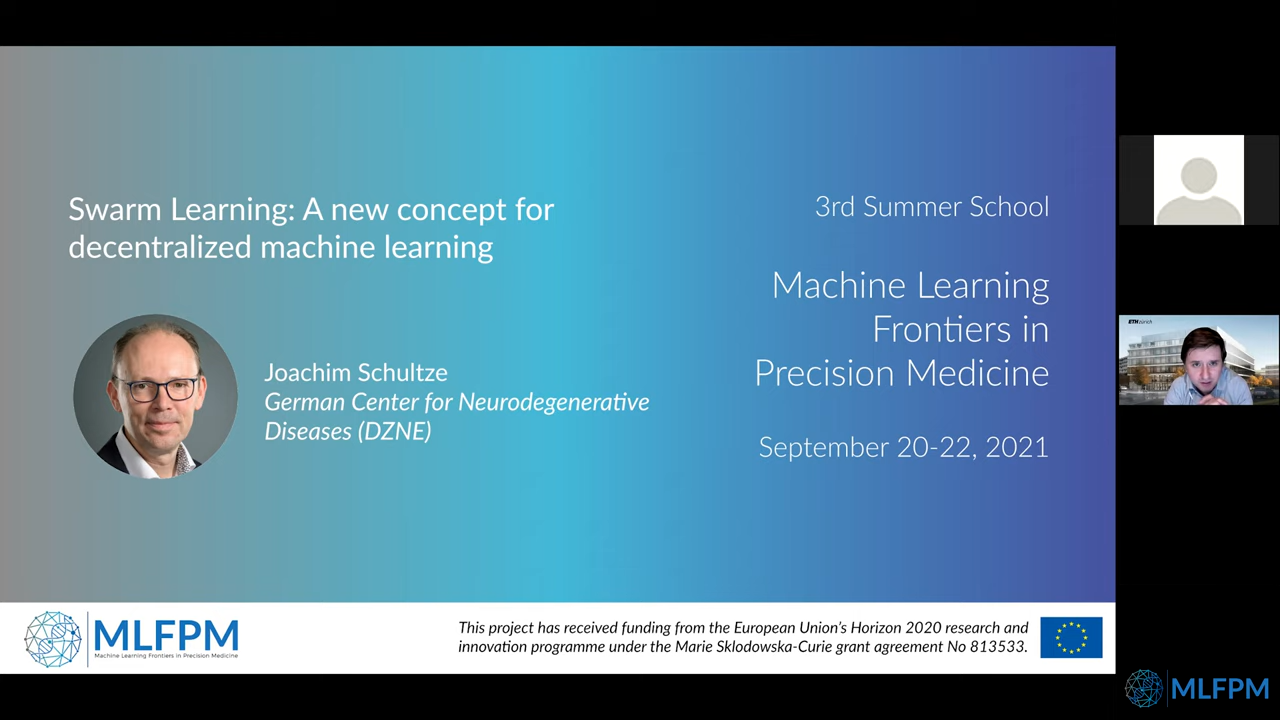 Swarm Learning: A new concept for
decentralized machine learning
Joachim Schultze
German Center for Neurodegenerative
Diseases (DZNE)
3rd Summer School
Machine Learning
Frontiers in
Precision Medicine
September 20-22, 2021
MLFPM
Machine Learning Frontiers in Precision Medicine
This project has received funding from the European Union's Horizon 2020 research and
innovation programme under the Marie Sklodowska-Curie grant agreement No 813533.
ETH zürich
MLFPM